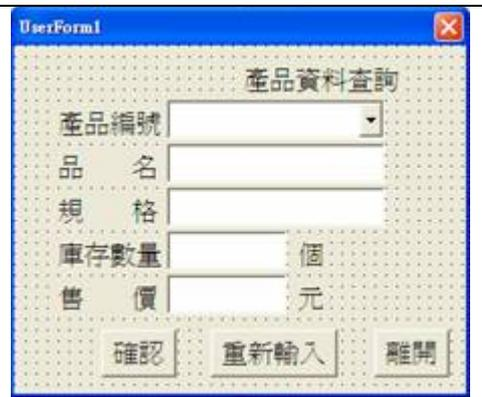 UserForm1
產品資料查詢
產品編號
品 名
規 格
庫存數量 個
售 價 元
確認 重新輸入 離開